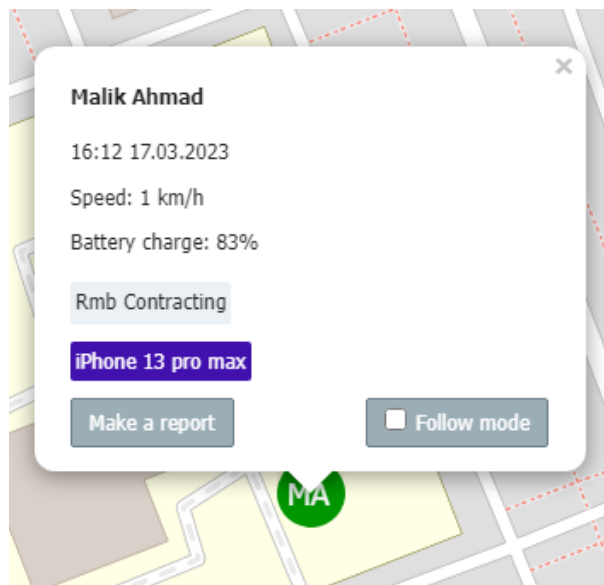 ×
Malik Ahmad
16:12 17.03.2023
Speed: 1 km/h
Battery charge: 83%
Rmb Contracting
iPhone 13 pro max
Make a report
Follow mode
MA